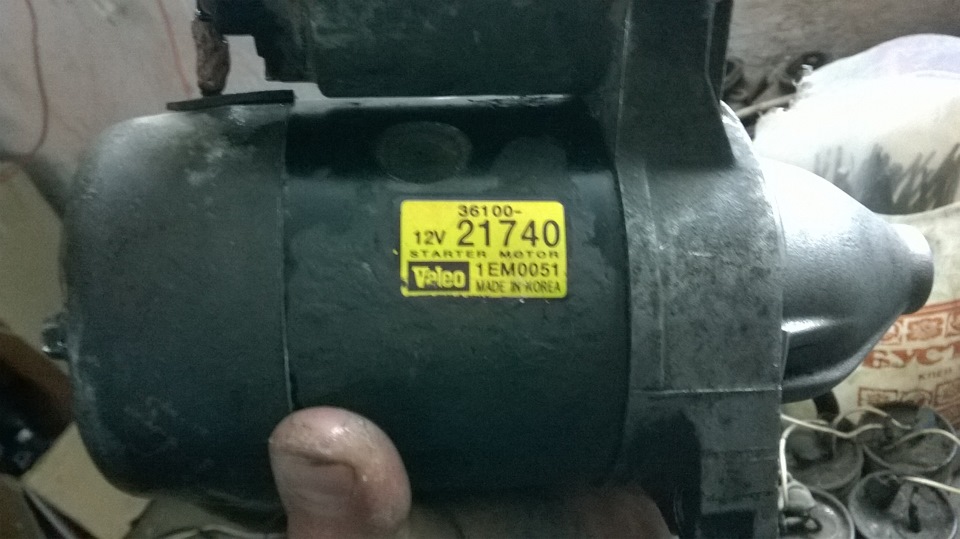 36100-
12V 21740
STARTER MOTOR
Valeo 1EM0051
MADE IN KOREA